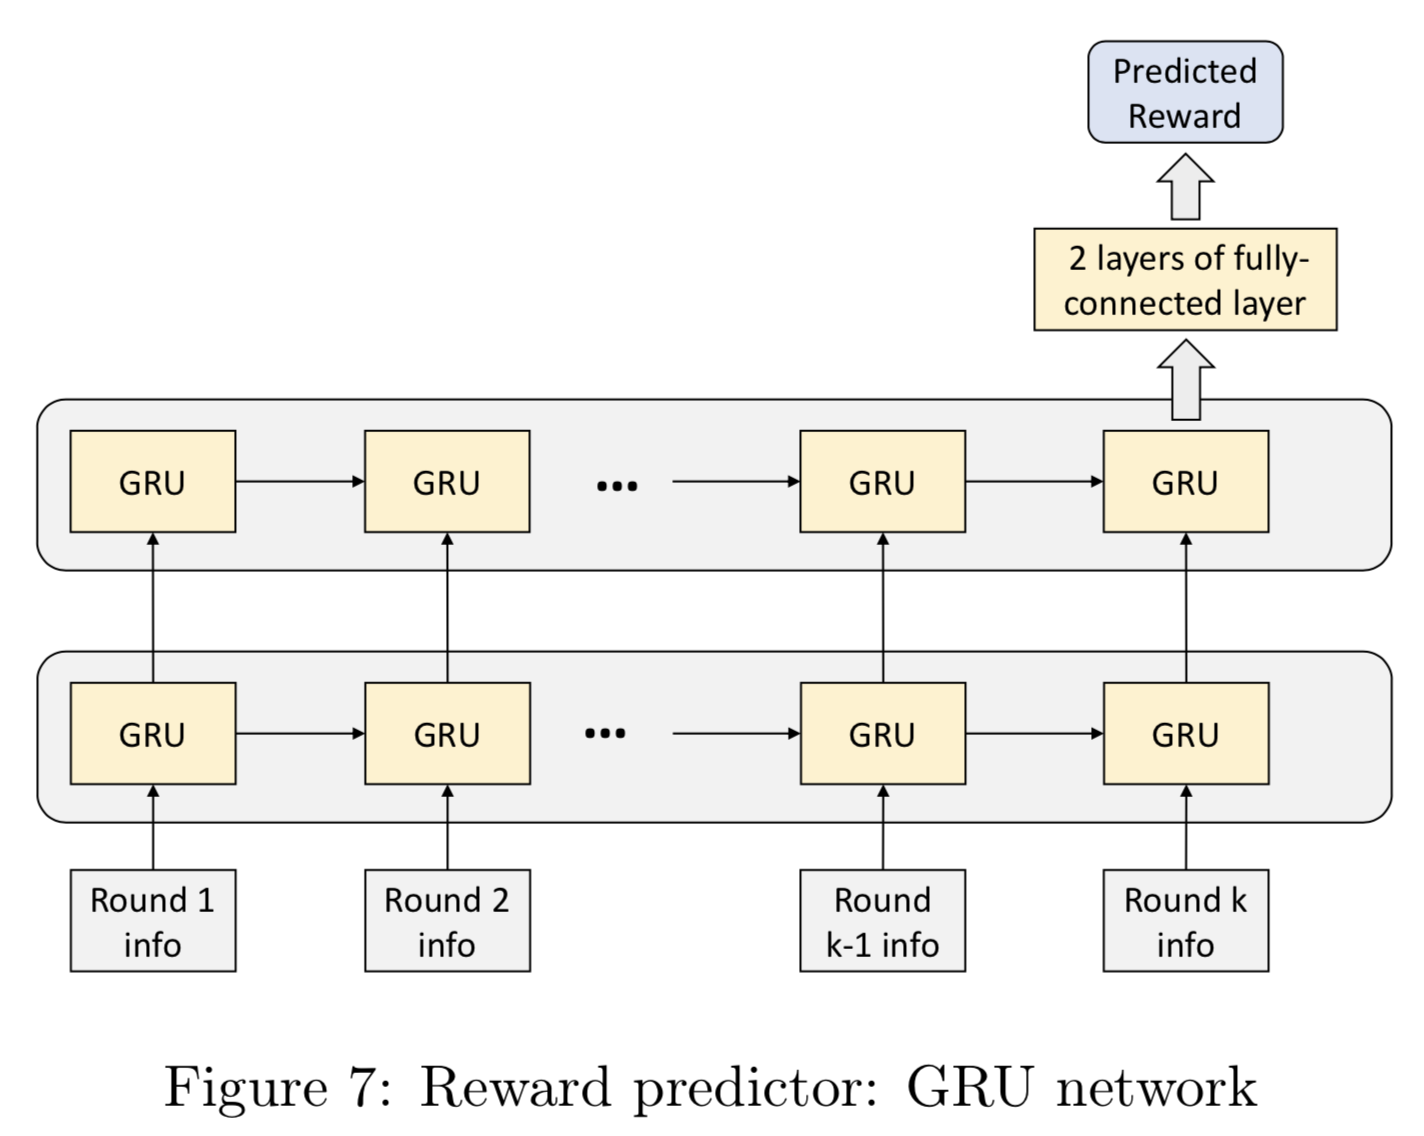 Predicted
Reward
2 layers of fully-
connected layer
GRU
GRU
...
GRU
GRU
GRU
GRU
...
GRU
GRU
Round 1
info
Round 2
info
Round
k-1 info
Round k
info
Figure 7: Reward predictor: GRU network